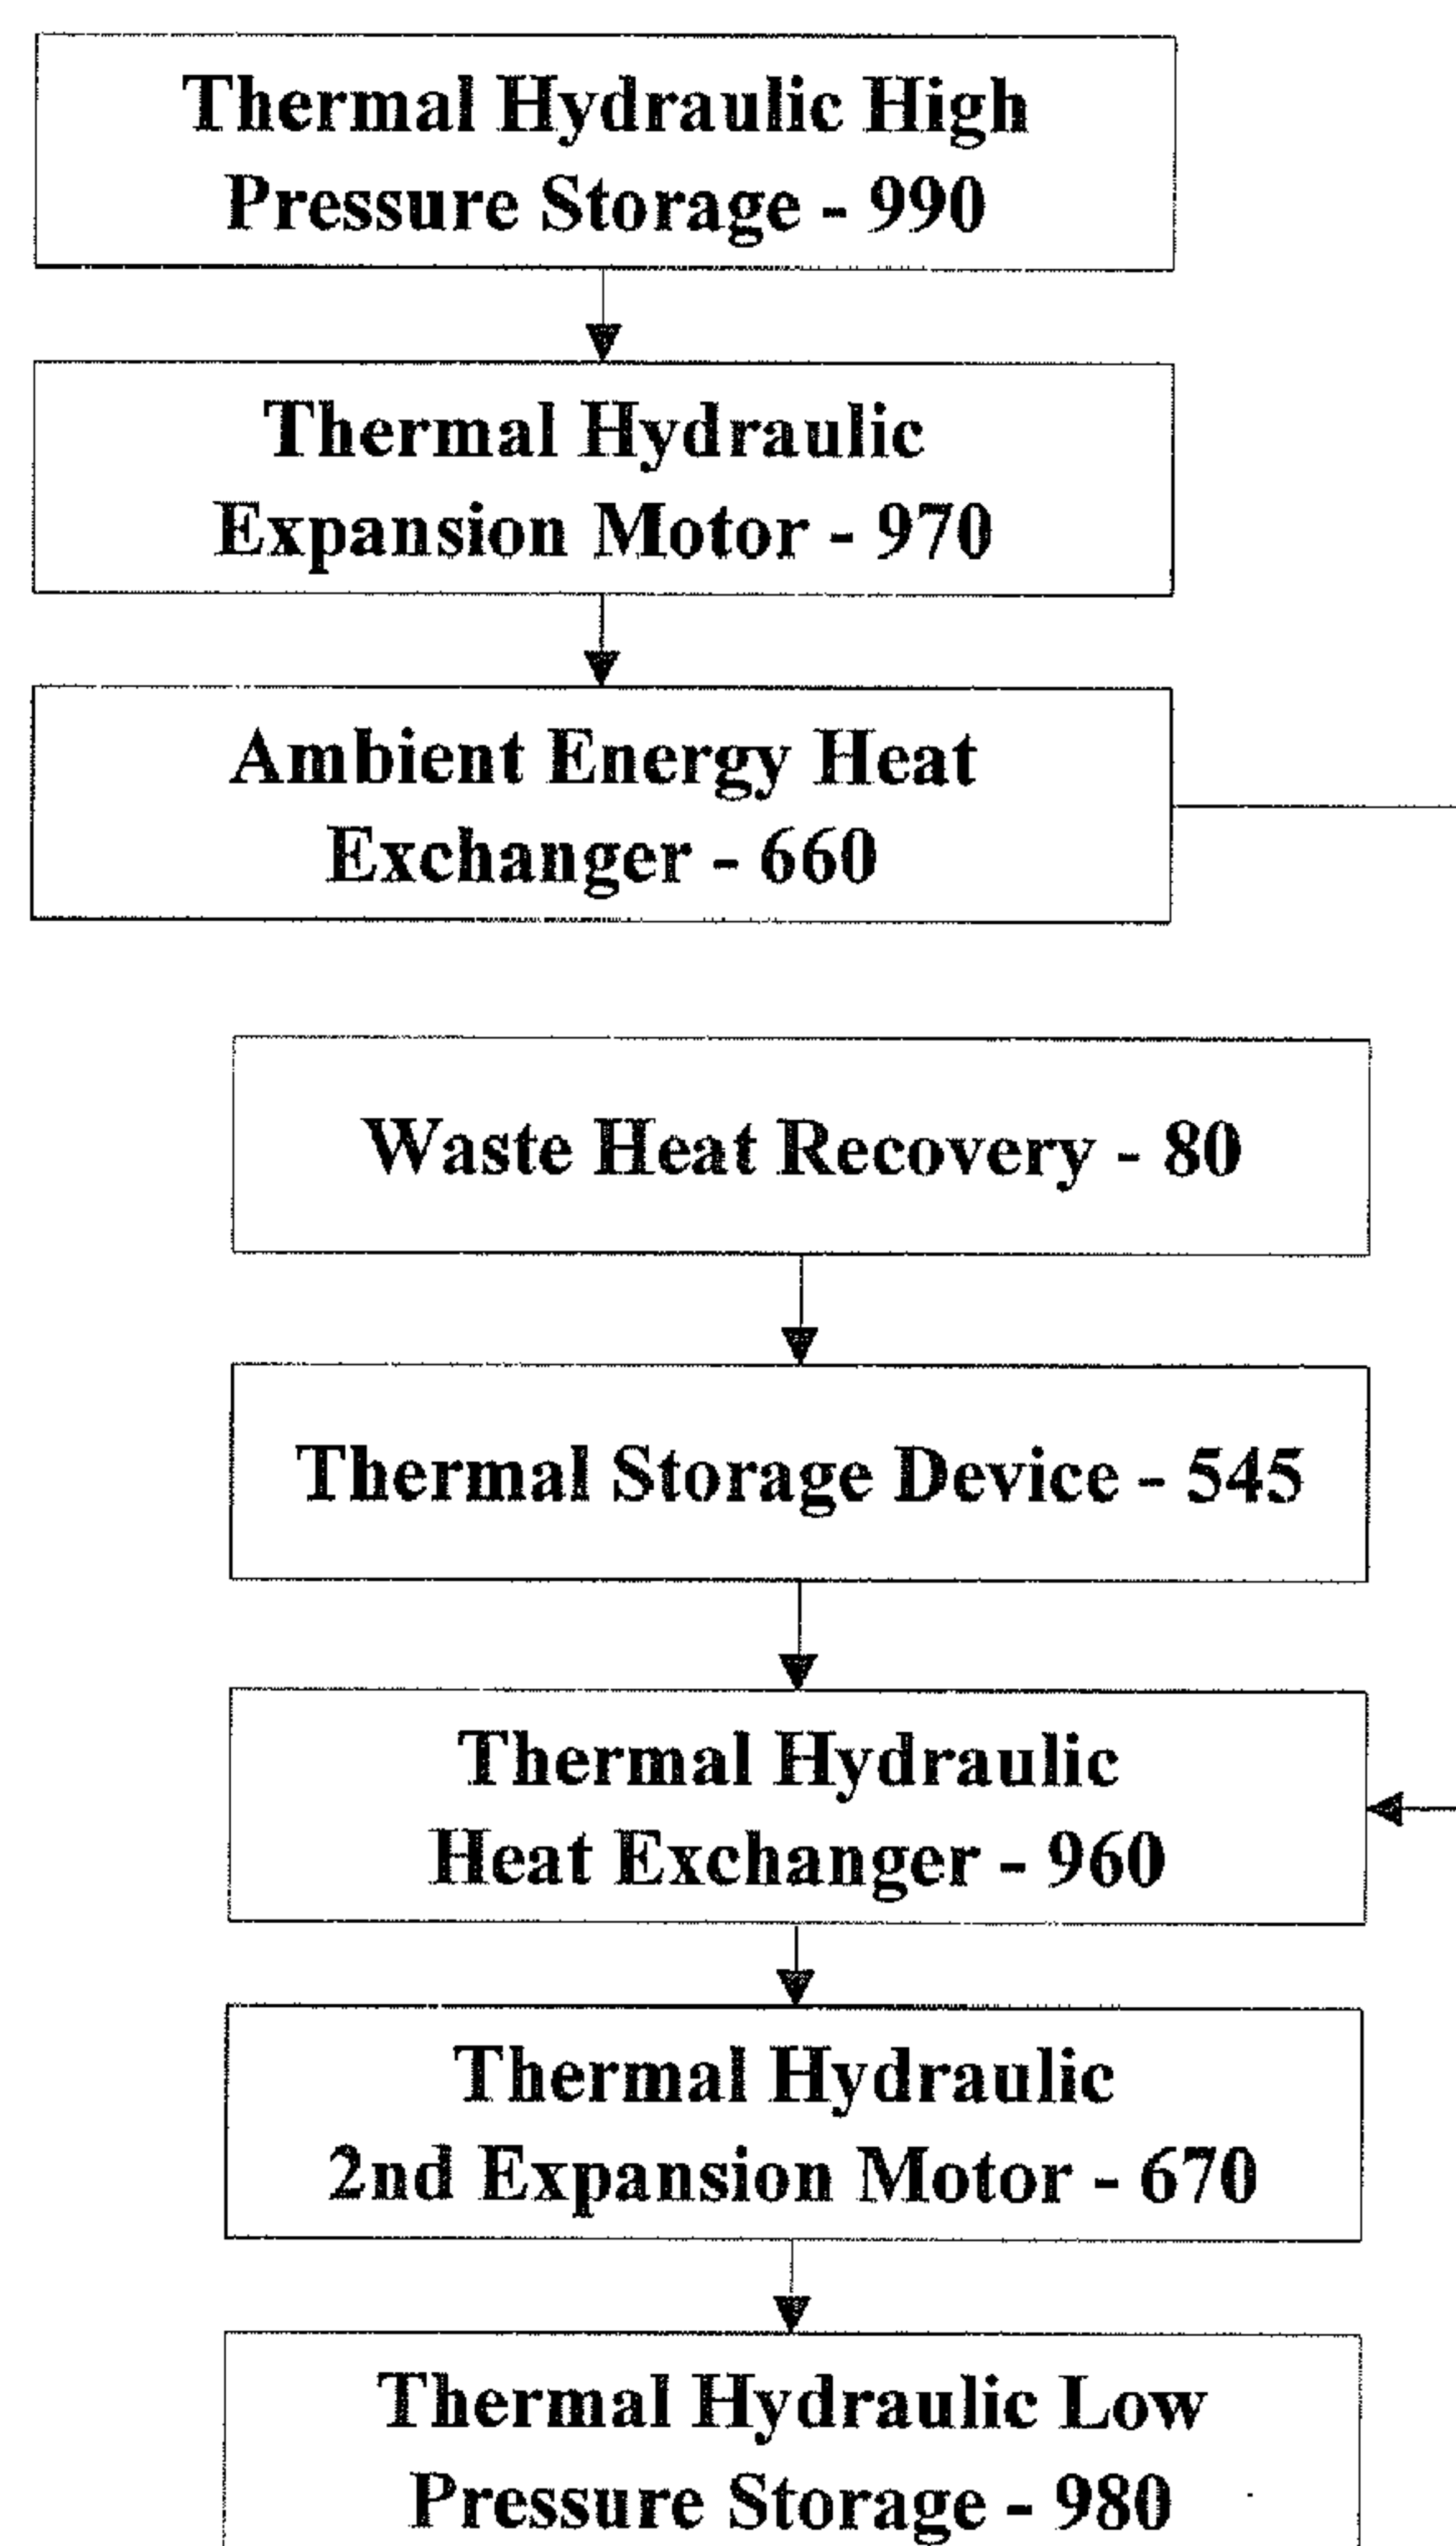 Thermal Hydraulic High
Pressure Storage - 990
Thermal Hydraulic
Expansion Motor - 970
Ambient Energy Heat
Exchanger - 660
Waste Heat Recovery - 80
Thermal Storage Device - 545
Thermal Hydraulic
Heat Exchanger - 960
Thermal Hydraulic
2nd Expansion Motor - 670
Thermal Hydraulic Low
Pressure Storage - 980